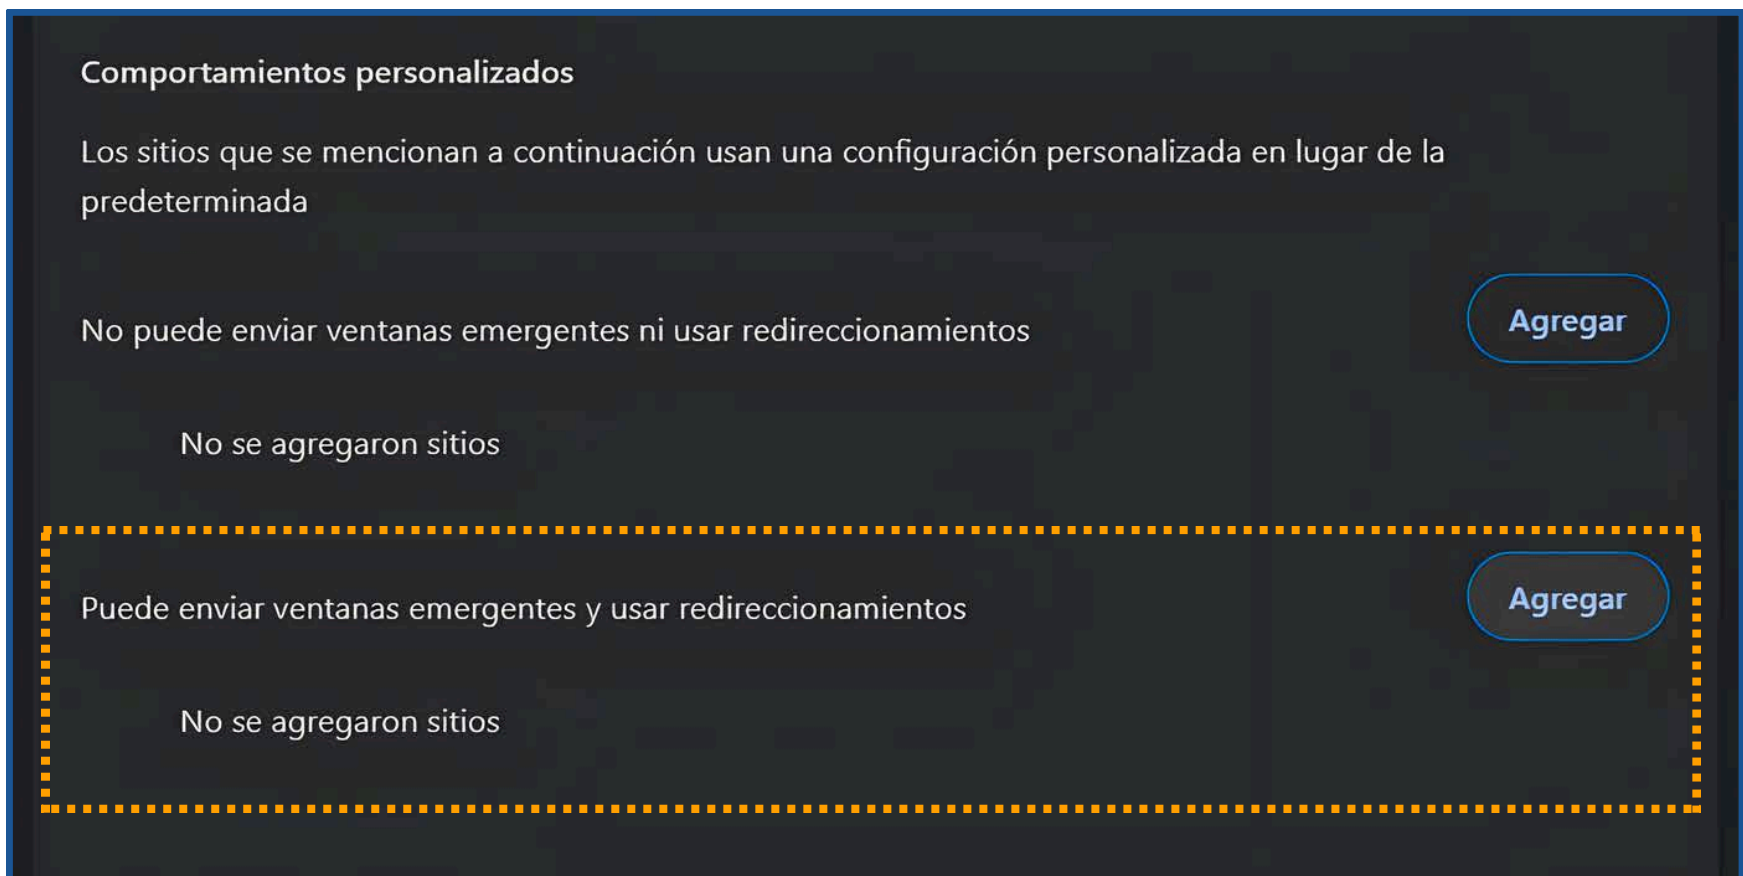 Comportamientos personalizados
Los sitios que se mencionan a continuación usan una configuración personalizada en lugar de la
predeterminada
No puede enviar ventanas emergentes ni usar redireccionamientos
Agregar
No se agregaron sitios
Puede enviar ventanas emergentes y usar redireccionamientos
Agregar
No se agregaron sitios